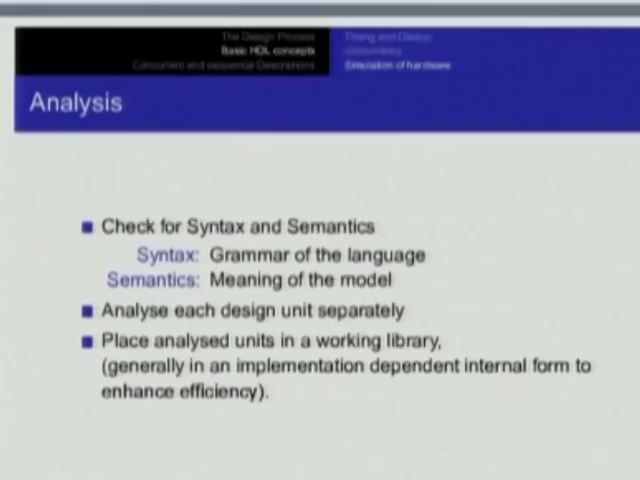 The Design Process
Basic HDL concepts
Concurrent and sequential Descriptions
Timing and Delays
concurrency
Simulation of hardware
Analysis
Check for Syntax and Semantics
Syntax: Grammar of the language
Semantics: Meaning of the model
Analyse each design unit separately
Place analysed units in a working library,
(generally in an implementation dependent internal form to
enhance efficiency).